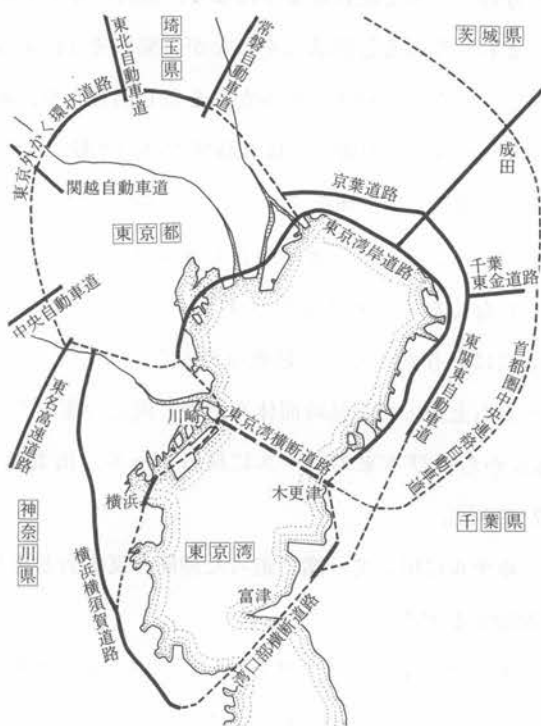 東北自動車道
埼玉県
常磐自動車道
茨城県
東京外かく環状道路
関越自動車道
東京都
京葉道路
成田
東京湾岸道路
千葉
東金道路
中央自動車道
東名高速道路
川崎
東京湾横断道路
東関東自動車道
首都圏中央連絡自動車道
横浜
木更津
神奈川県
東京湾
千葉県
横浜横須賀道路
富津
湾口部横断道路